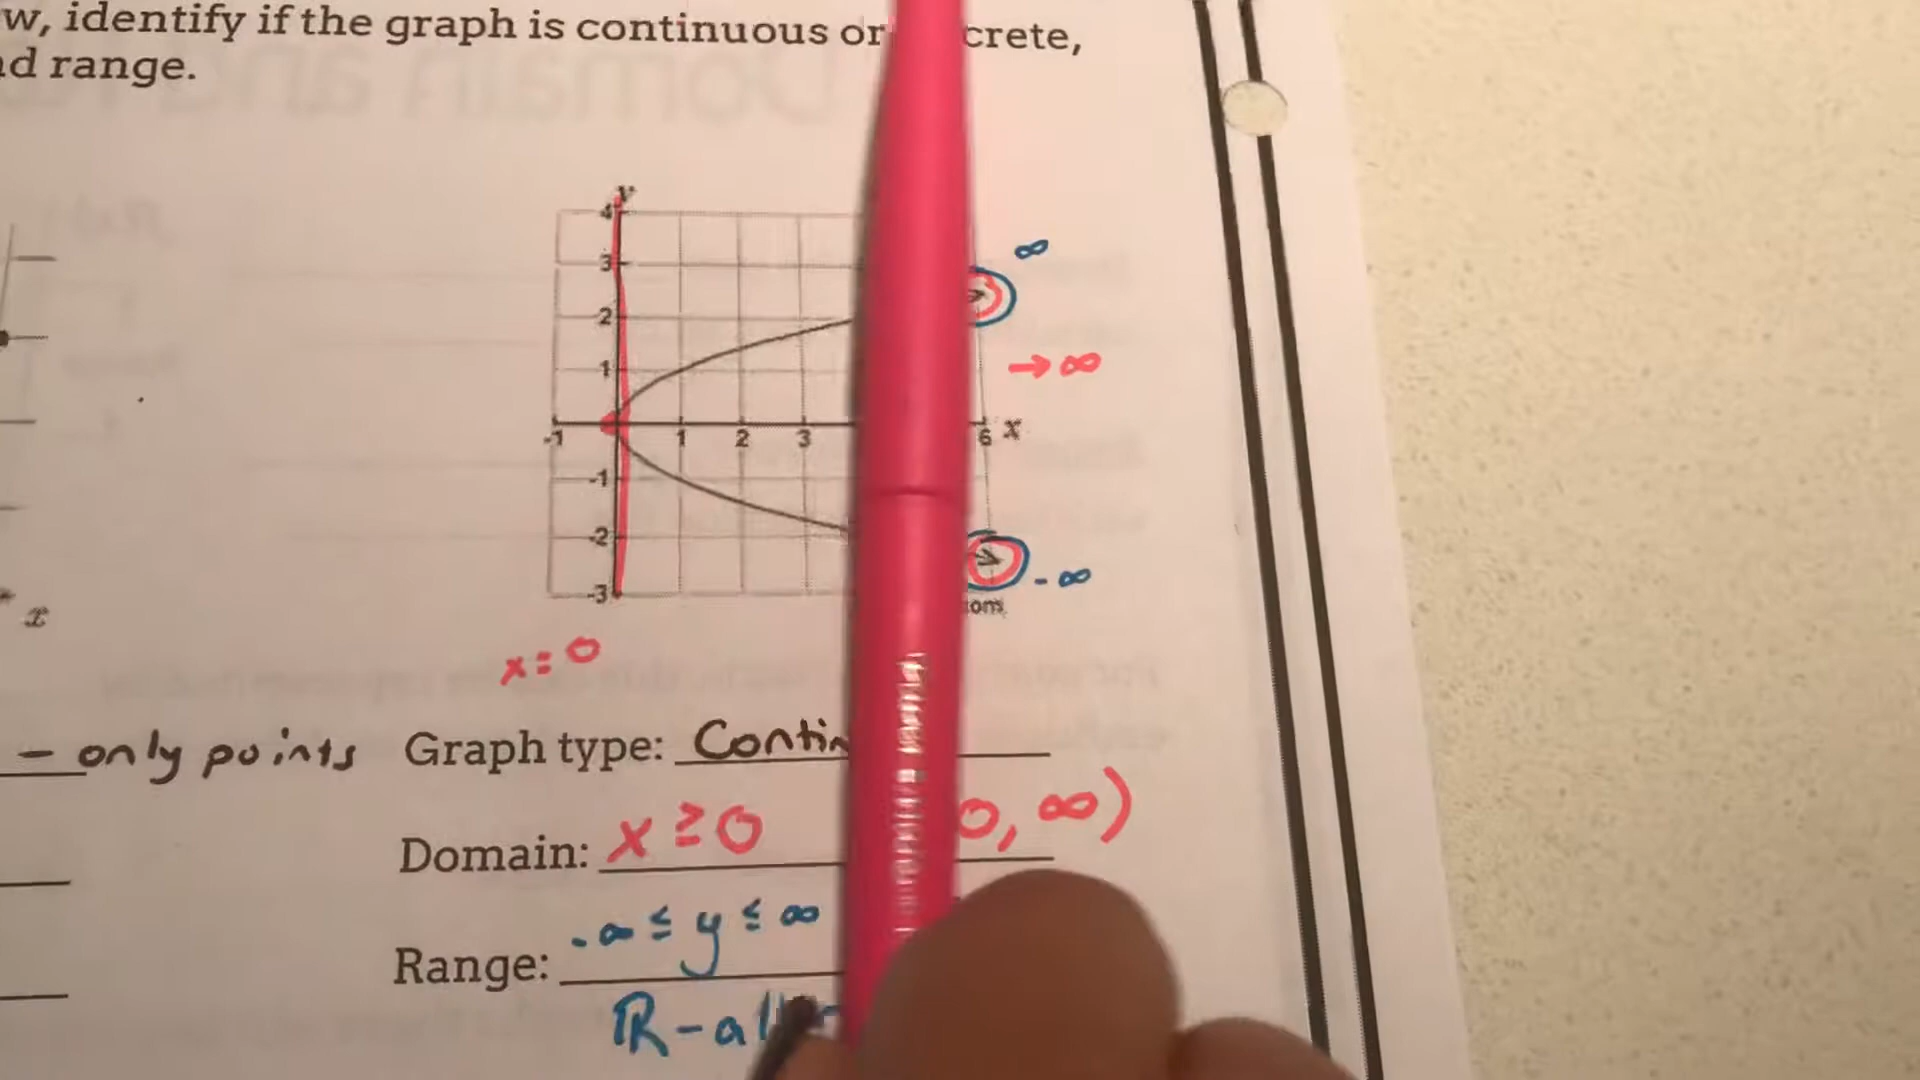 w, identify if the graph is continuous or crete,
d range.
y
4
3 ∞
2
1 → ∞
-1 1 2 3 6 x
-1
-2
- ∞
-3
x
x = 0
- only points Graph type: Contin
Domain: x ≥ 0 0, ∞)
Range: -∞ ≤ y ≤ ∞
ℝ - all